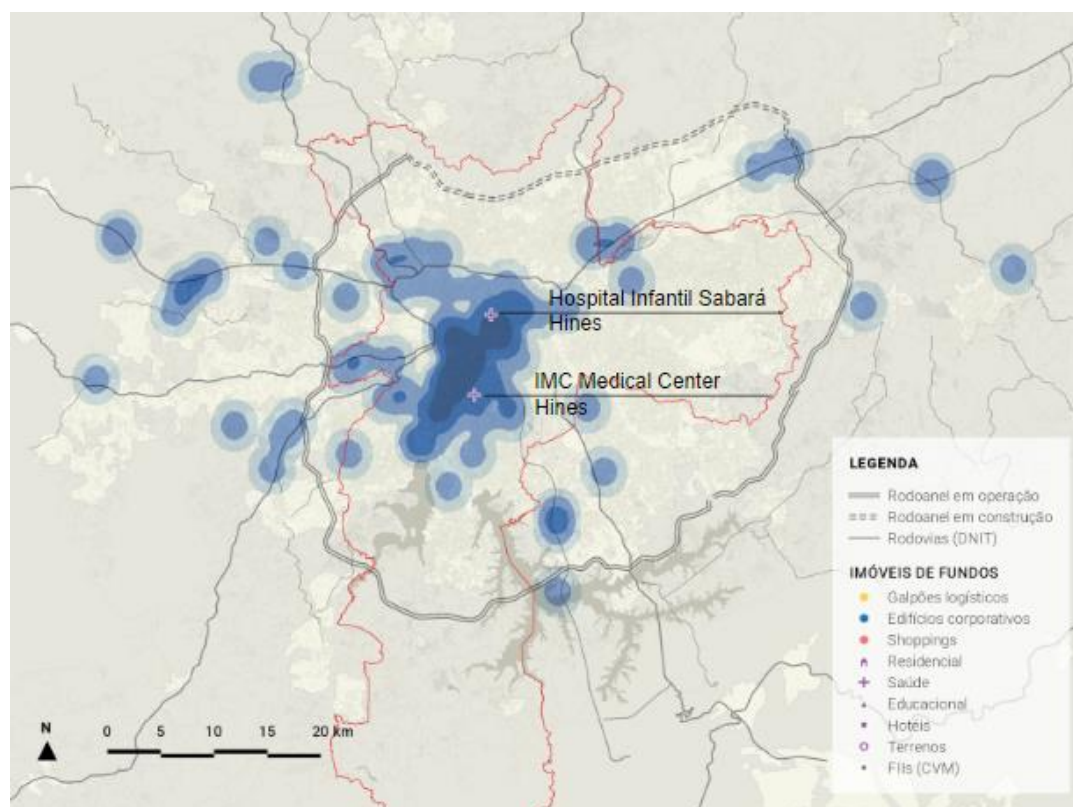 Hospital Infantil Sabará
Hines
IMC Medical Center
Hines
LEGENDA
Rodoanel em operação
Rodoanel em construção
Rodovias (DNIT)
IMÓVEIS DE FUNDOS
Galpões logísticos
Edifícios corporativos
Shoppings
Residencial
Saúde
Educacional
Hotéis
Terrenos
FIIs (CVM)
N
0 5 10 15 20 km